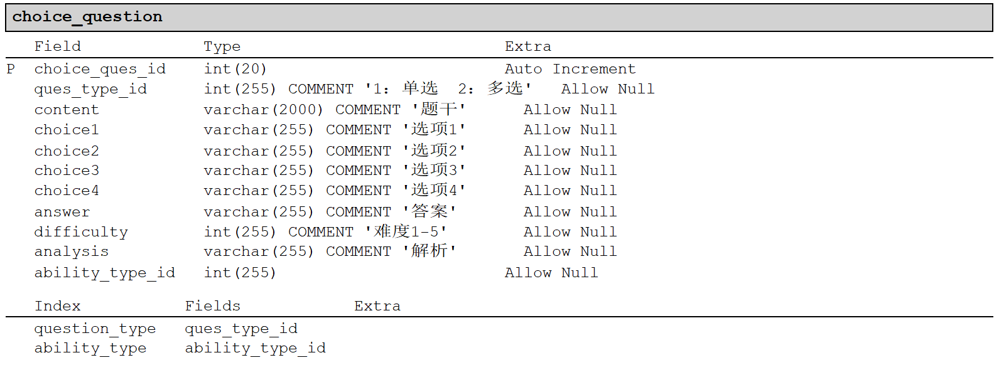 choice_question
Field Type Extra
P choice_ques_id int(20) Auto Increment
ques_type_id int(255) COMMENT '1：单选 2：多选' Allow Null
content varchar(2000) COMMENT '题干' Allow Null
choice1 varchar(255) COMMENT '选项1' Allow Null
choice2 varchar(255) COMMENT '选项2' Allow Null
choice3 varchar(255) COMMENT '选项3' Allow Null
choice4 varchar(255) COMMENT '选项4' Allow Null
answer varchar(255) COMMENT '答案' Allow Null
difficulty int(255) COMMENT '难度1-5' Allow Null
analysis varchar(255) COMMENT '解析' Allow Null
ability_type_id int(255) Allow Null
Index Fields Extra
question_type ques_type_id
ability_type ability_type_id